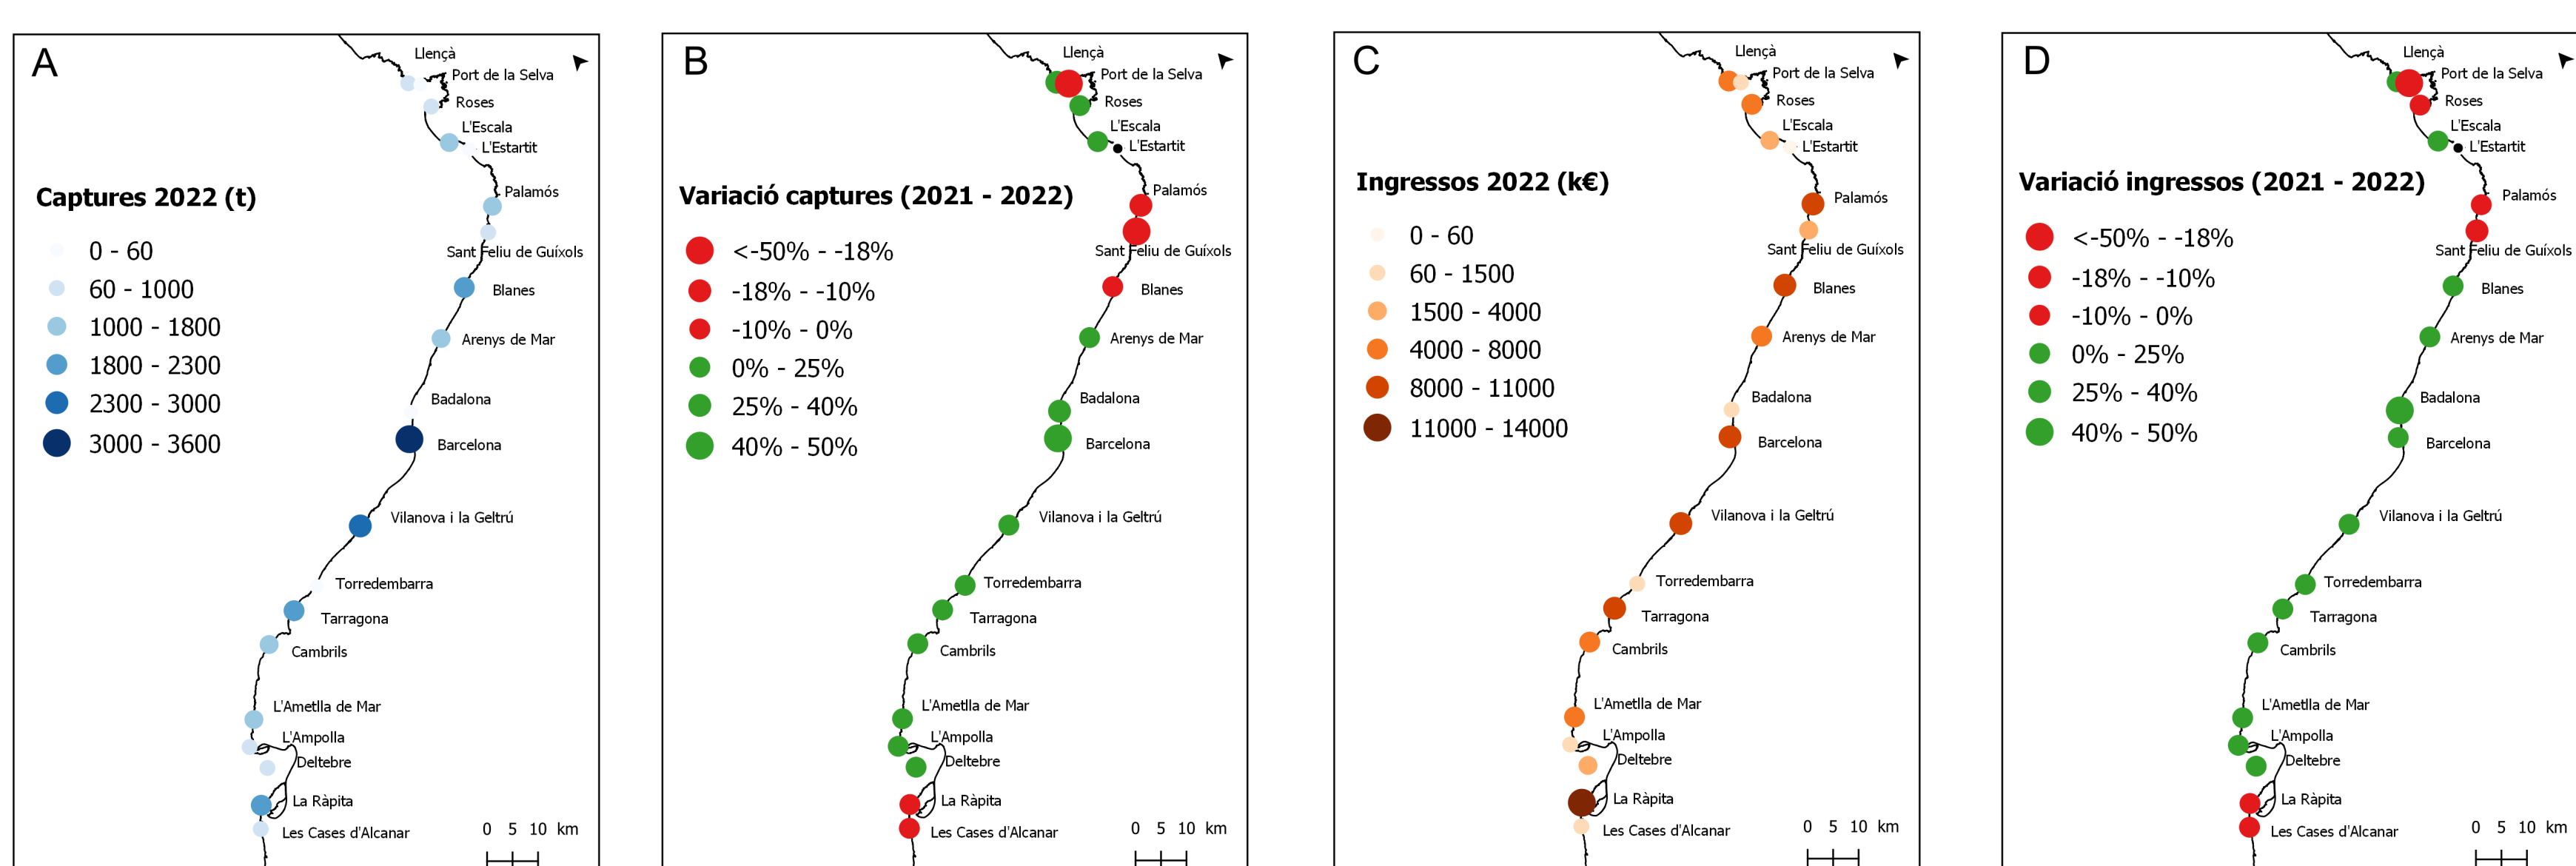 A
Llençà
Port de la Selva
Roses
L'Escala
L'Estartit
Captures 2022 (t)
Palamós
0 - 60
Sant Feliu de Guíxols
60 - 1000
Blanes
1000 - 1800
Arenys de Mar
1800 - 2300
2300 - 3000
Badalona
3000 - 3600
Barcelona
Vilanova i la Geltrú
Torredembarra
Tarragona
Cambrils
L'Ametlla de Mar
L'Ampolla
Deltebre
La Ràpita
Les Cases d'Alcanar
0 5 10 km
B
Llençà
Port de la Selva
Roses
L'Escala
L'Estartit
Variació captures (2021 - 2022)
Palamós
<-50% - -18%
Sant Feliu de Guíxols
-18% - -10%
Blanes
-10% - 0%
Arenys de Mar
0% - 25%
25% - 40%
Badalona
40% - 50%
Barcelona
Vilanova i la Geltrú
Torredembarra
Tarragona
Cambrils
L'Ametlla de Mar
L'Ampolla
Deltebre
La Ràpita
Les Cases d'Alcanar
0 5 10 km
C
Llençà
Port de la Selva
Roses
L'Escala
L'Estartit
Ingressos 2022 (k€)
Palamós
0 - 60
Sant Feliu de Guíxols
60 - 1500
Blanes
1500 - 4000
Arenys de Mar
4000 - 8000
8000 - 11000
Badalona
11000 - 14000
Barcelona
Vilanova i la Geltrú
Torredembarra
Tarragona
Cambrils
L'Ametlla de Mar
L'Ampolla
Deltebre
La Ràpita
Les Cases d'Alcanar
0 5 10 km
D
Llençà
Port de la Selva
Roses
L'Escala
L'Estartit
Variació ingressos (2021 - 2022)
Palamós
<-50% - -18%
Sant Feliu de Guíxols
-18% - -10%
Blanes
-10% - 0%
Arenys de Mar
0% - 25%
25% - 40%
Badalona
40% - 50%
Barcelona
Vilanova i la Geltrú
Torredembarra
Tarragona
Cambrils
L'Ametlla de Mar
L'Ampolla
Deltebre
La Ràpita
Les Cases d'Alcanar
0 5 10 km